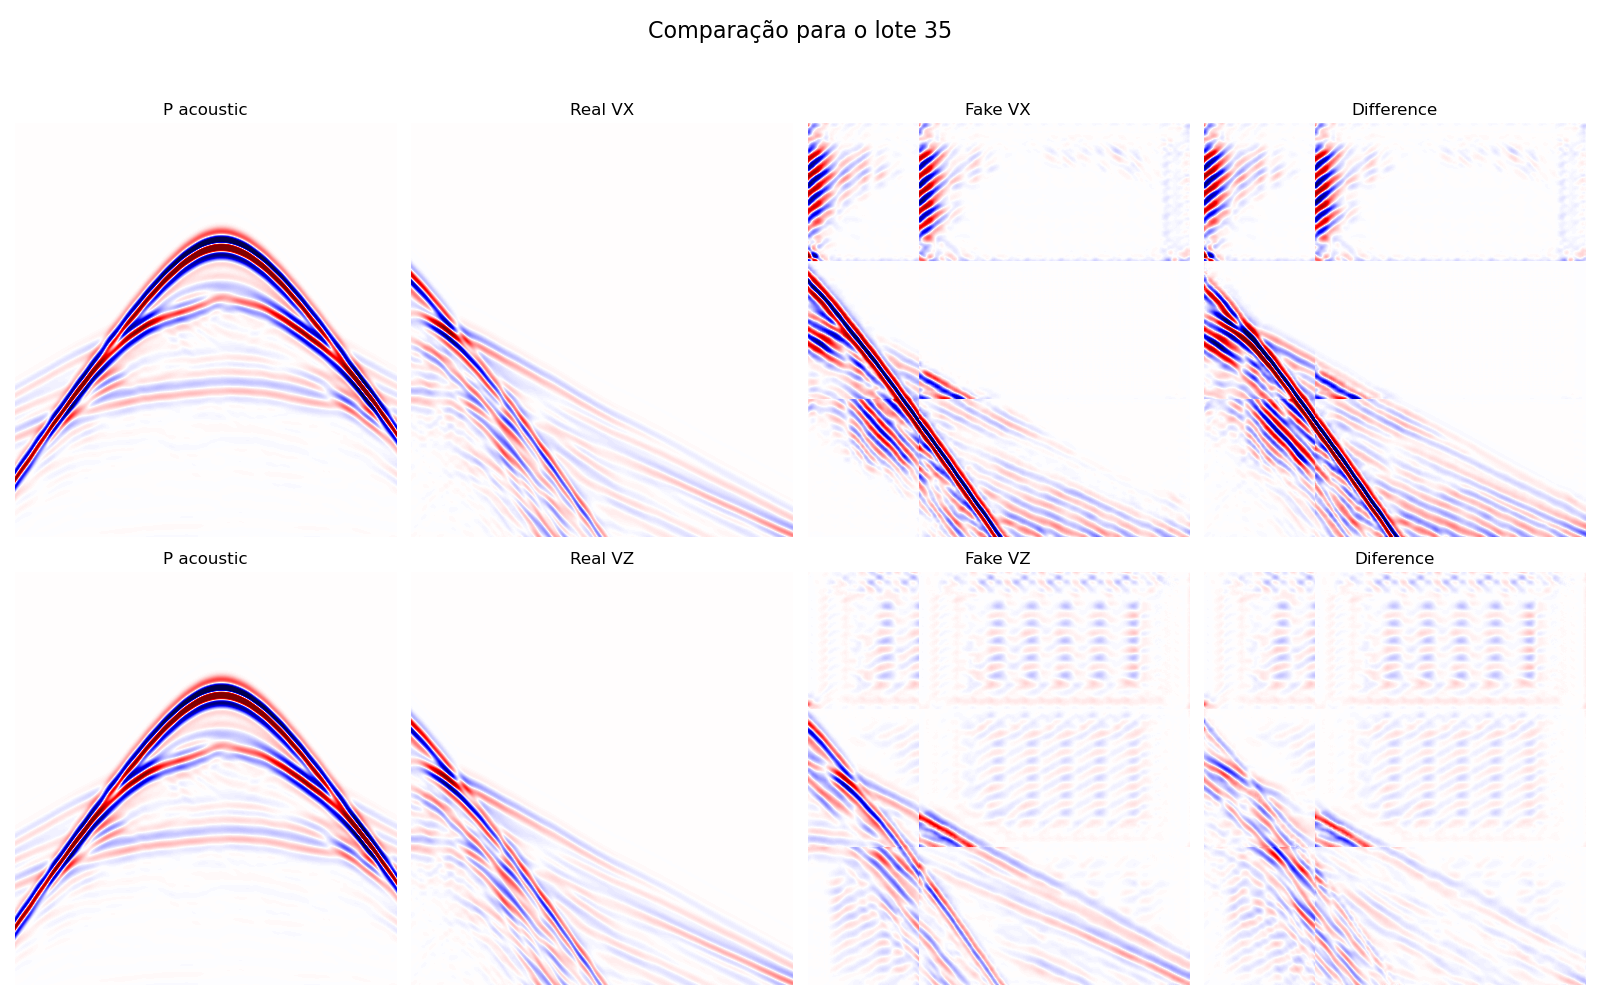 Comparação para o lote 35
P acoustic
Real VX
Fake VX
Difference
P acoustic
Real VZ
Fake VZ
Diference